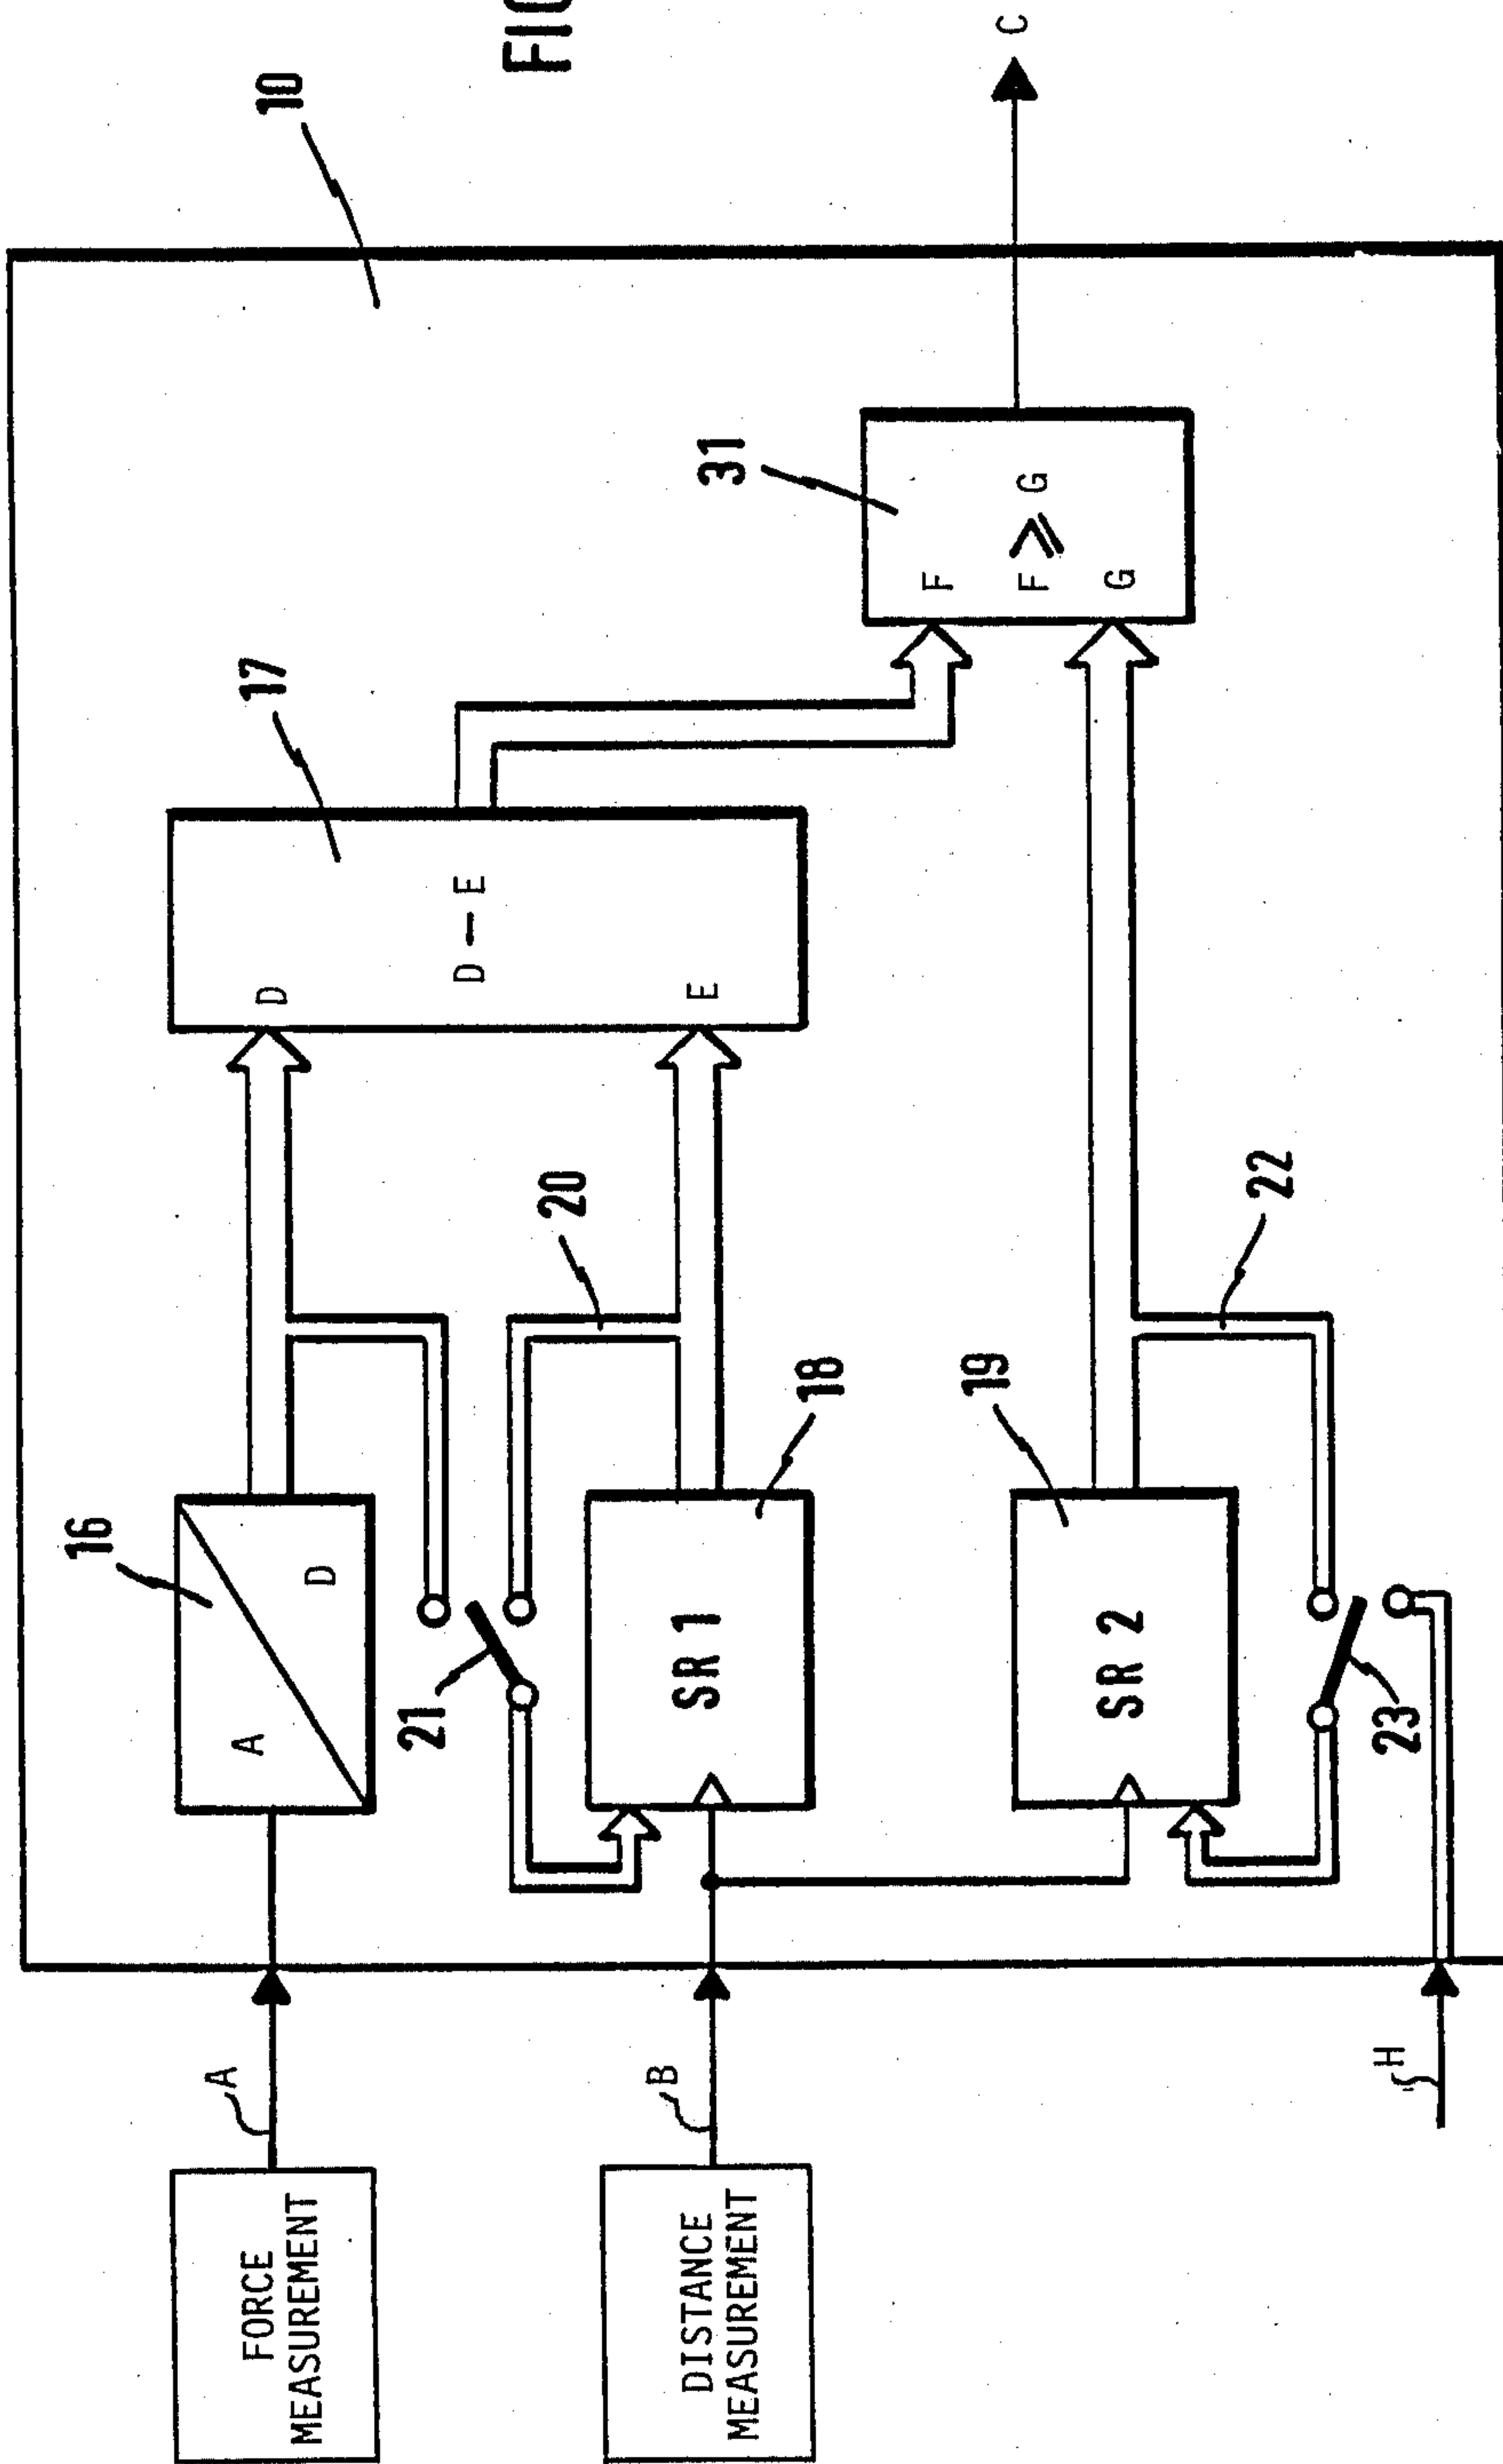 FIG
10
C
16
A
D
17
D
D — E
E
31
F
F ⩾ G
G
20
21
18
SR 1
19
SR 2
22
23
A
B
H
FORCE
MEASUREMENT
DISTANCE
MEASUREMENT